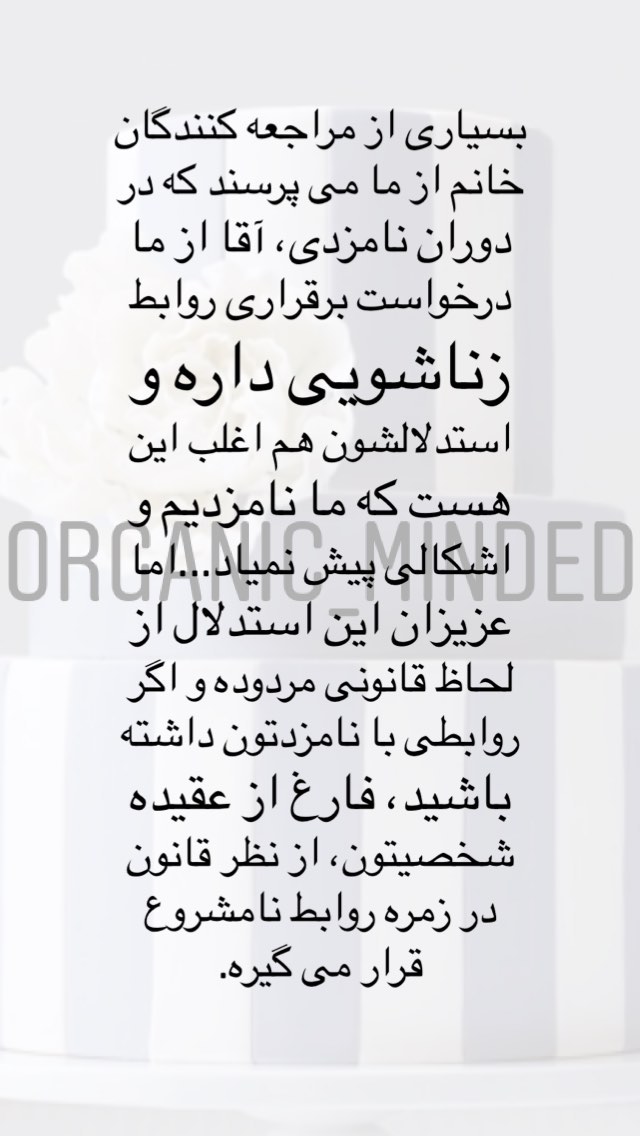 بسیاری از مراجعه کنندگان
خانم از ما می پرسند که در
دوران نامزدی، آقا از ما
درخواست برقراری روابط
زناشویی داره و
استدلالشون هم اغلب این
هست که ما نامزدیم و
اشکالی پیش نمیاد...اما
ORGANIC_MINDED
عزیزان این استدلال از
لحاظ قانونی مردوده و اگر
روابطی با نامزدتون داشته
باشید، فارغ از عقیده
شخصیتون، از نظر قانون
در زمره روابط نامشروع
قرار می گیره.